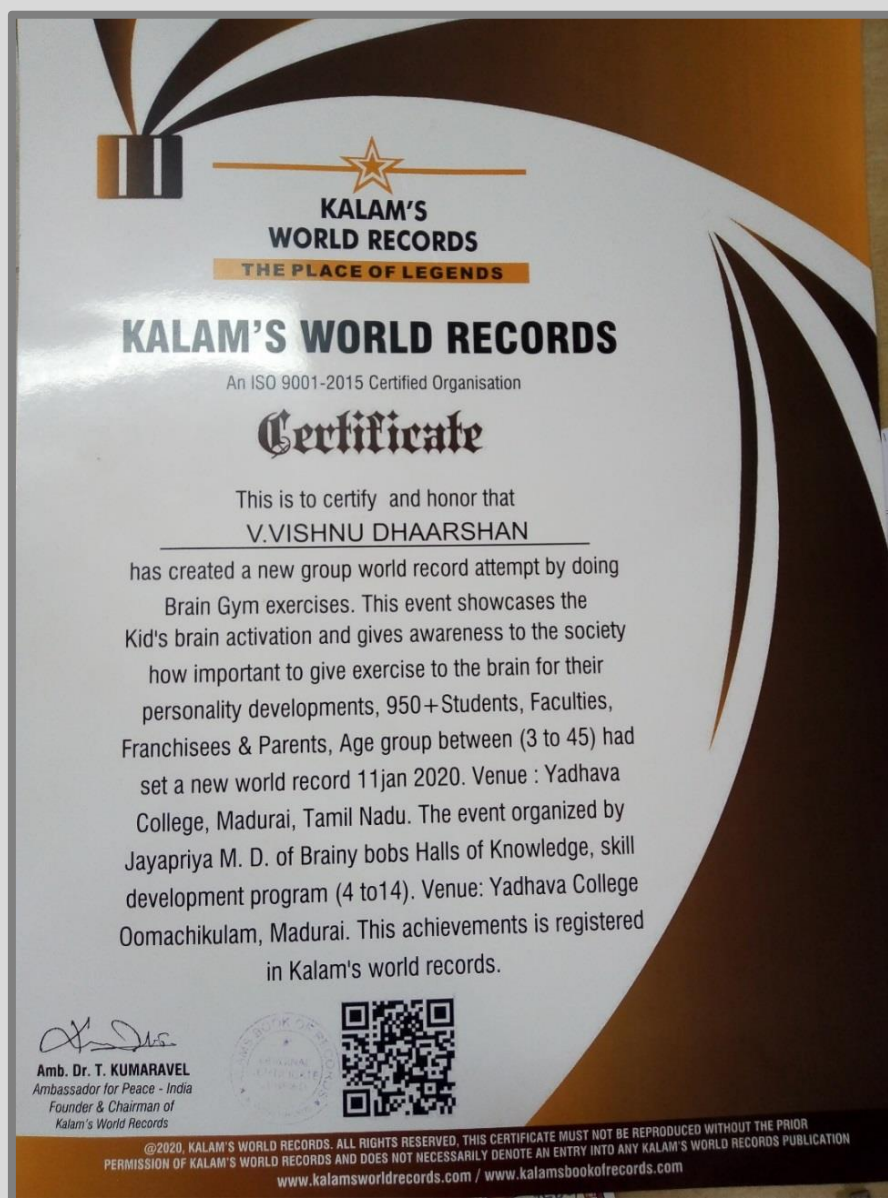 KALAM'S
WORLD RECORDS
THE PLACE OF LEGENDS
KALAM'S WORLD RECORDS
An ISO 9001-2015 Certified Organisation
Certificate
This is to certify and honor that
V.VISHNU DHAARSHAN
has created a new group world record attempt by doing
Brain Gym exercises. This event showcases the
Kid's brain activation and gives awareness to the society
how important to give exercise to the brain for their
personality developments, 950+Students, Faculties,
Franchisees & Parents, Age group between (3 to 45) had
set a new world record 11jan 2020. Venue : Yadhava
College, Madurai, Tamil Nadu. The event organized by
Jayapriya M. D. of Brainy bobs Halls of Knowledge, skill
development program (4 to14). Venue: Yadhava College
Oomachikulam, Madurai. This achievements is registered
in Kalam's world records.
Amb. Dr. T. KUMARAVEL
Ambassador for Peace - India
Founder & Chairman of
Kalam's World Records
@2020, KALAM'S WORLD RECORDS. ALL RIGHTS RESERVED, THIS CERTIFICATE MUST NOT BE REPRODUCED WITHOUT THE PRIOR
PERMISSION OF KALAM'S WORLD RECORDS AND DOES NOT NECESSARILY DENOTE AN ENTRY INTO ANY KALAM'S WORLD RECORDS PUBLICATION
www.kalamsworldrecords.com / www.kalamsbookofrecords.com